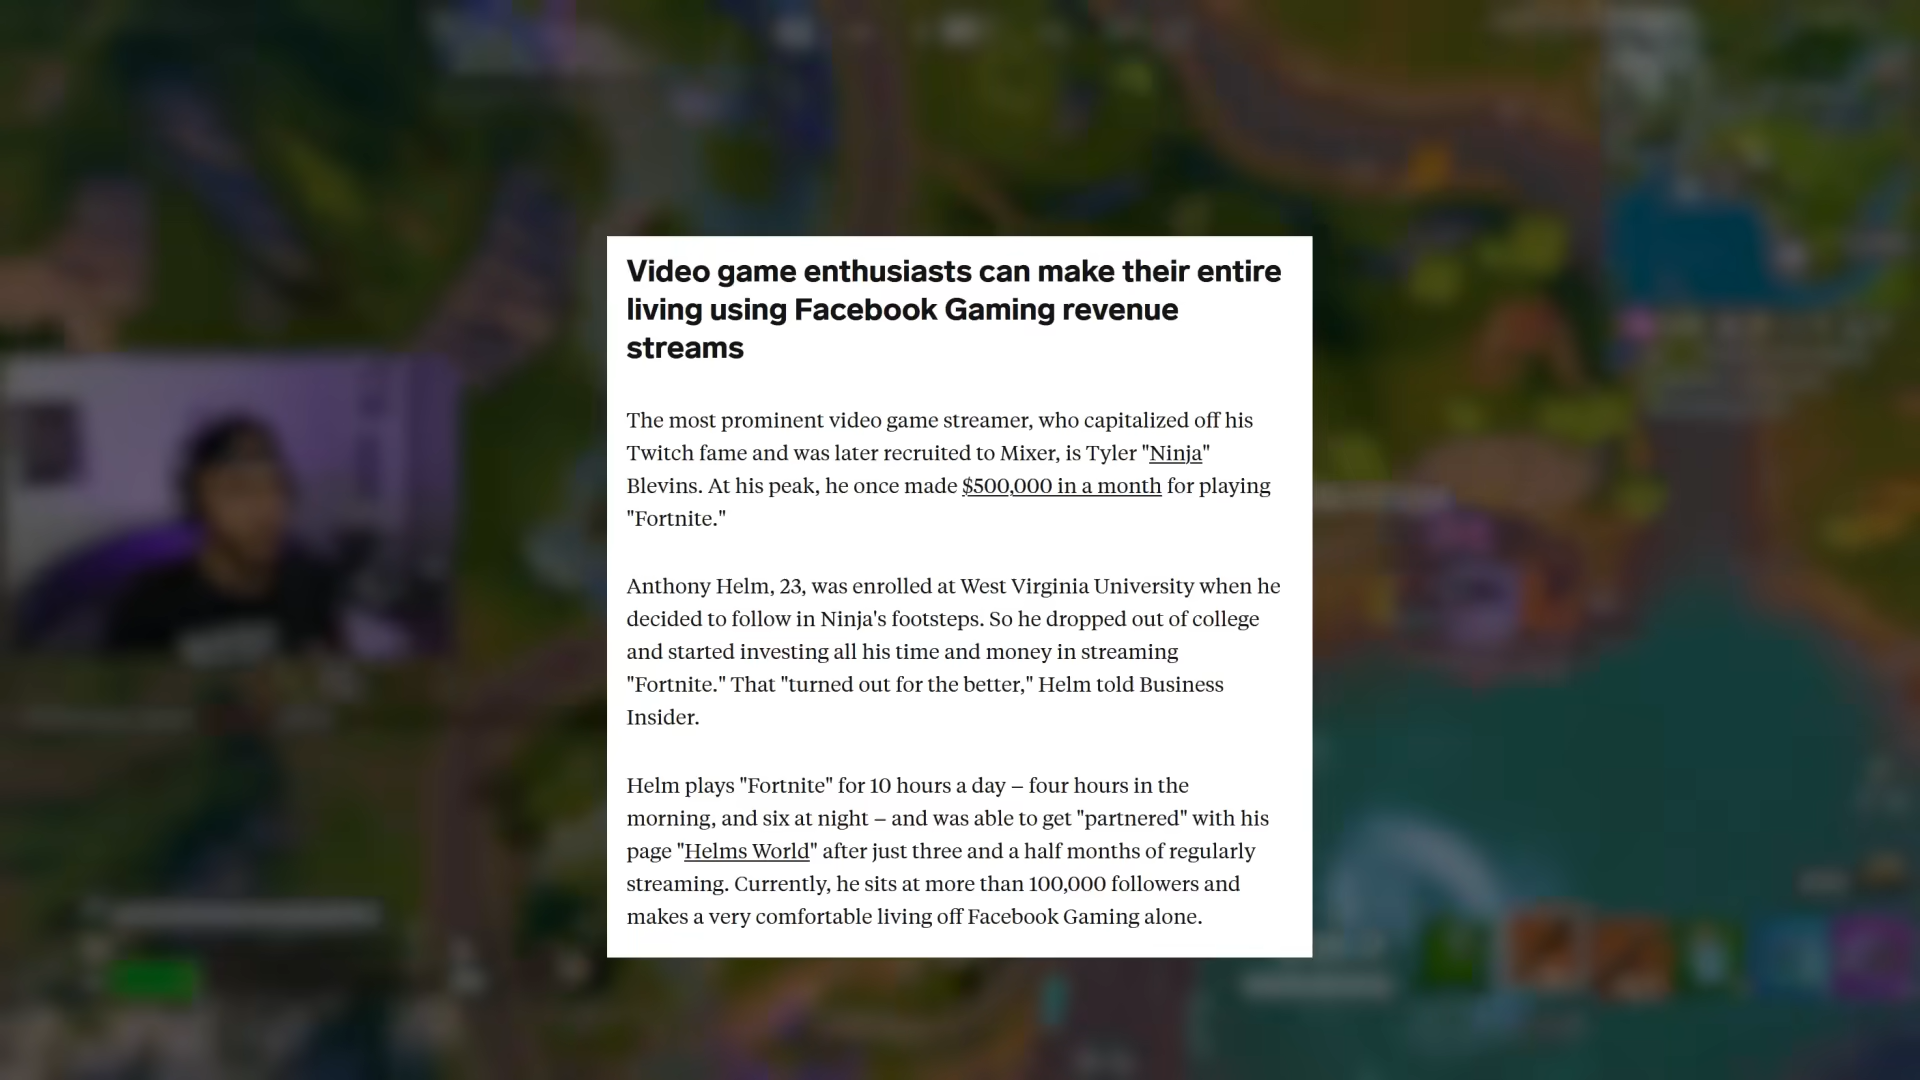 Video game enthusiasts can make their entire
living using Facebook Gaming revenue
streams
The most prominent video game streamer, who capitalized off his
Twitch fame and was later recruited to Mixer, is Tyler "Ninja"
Blevins. At his peak, he once made $500,000 in a month for playing
"Fortnite."
Anthony Helm, 23, was enrolled at West Virginia University when he
decided to follow in Ninja's footsteps. So he dropped out of college
and started investing all his time and money in streaming
"Fortnite." That "turned out for the better," Helm told Business
Insider.
Helm plays "Fortnite" for 10 hours a day – four hours in the
morning, and six at night – and was able to get "partnered" with his
page "Helms World" after just three and a half months of regularly
streaming. Currently, he sits at more than 100,000 followers and
makes a very comfortable living off Facebook Gaming alone.